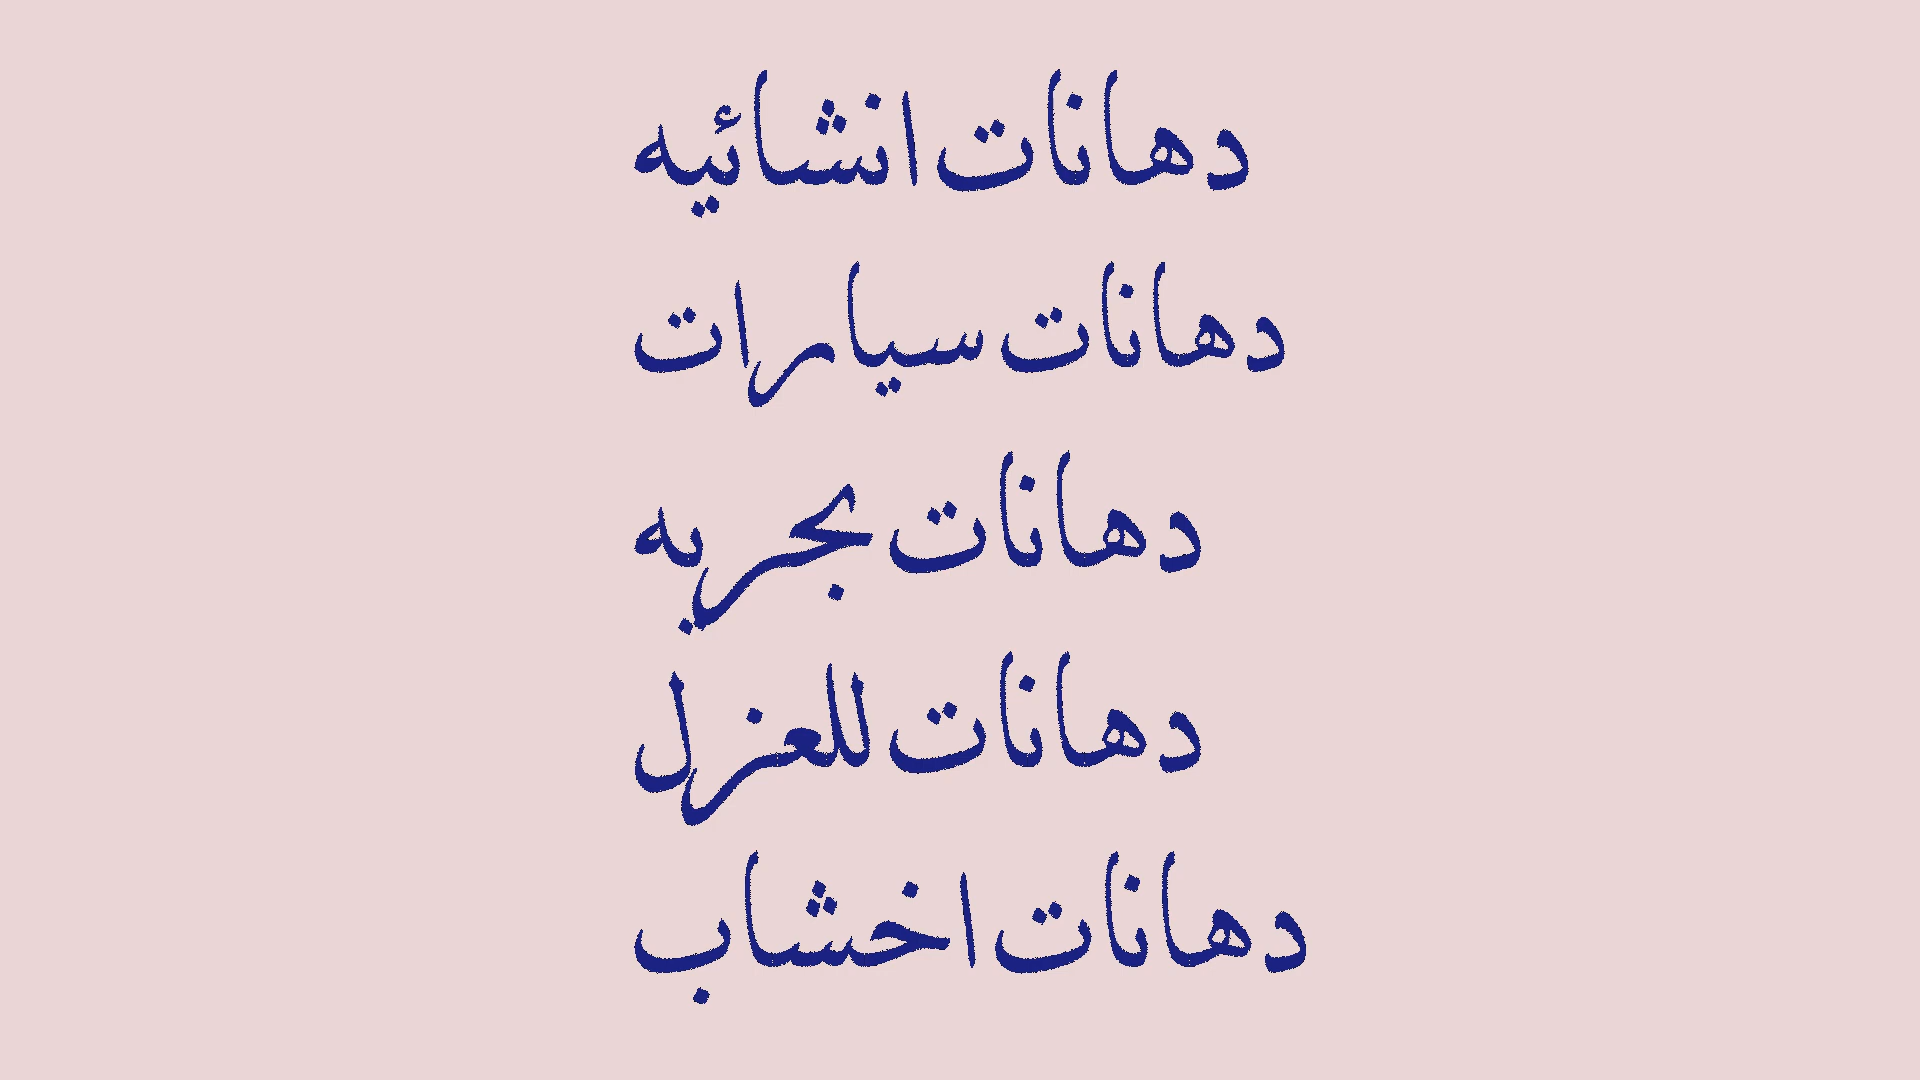 دهانات انشائيه
دهانات سيارات
دهانات بحريه
دهانات للعزل
دهانات اخشاب